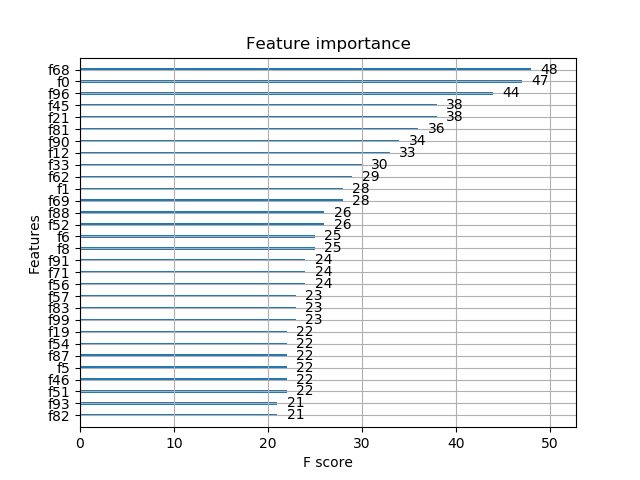 Feature importance
f68 48
f0 47
f96 44
f45 38
f21 38
f81 36
f90 34
f12 33
f33 30
f62 29
f1 28
f69 28
f88 26
f52 26
f6 25
f8 25
f91 24
f71 24
f56 24
f57 23
f83 23
f99 23
f19 22
f54 22
f87 22
f5 22
f46 22
f51 22
f93 21
f82 21
Features
0 10 20 30 40 50
F score